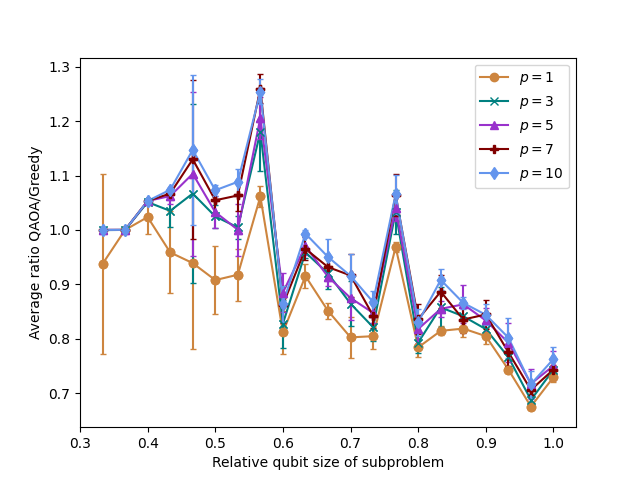 1.3
1.2
1.1
1.0
0.9
0.8
0.7
0.3 0.4 0.5 0.6 0.7 0.8 0.9 1.0
Average ratio QAOA/Greedy
Relative qubit size of subproblem
p = 1
p = 3
p = 5
p = 7
p = 10